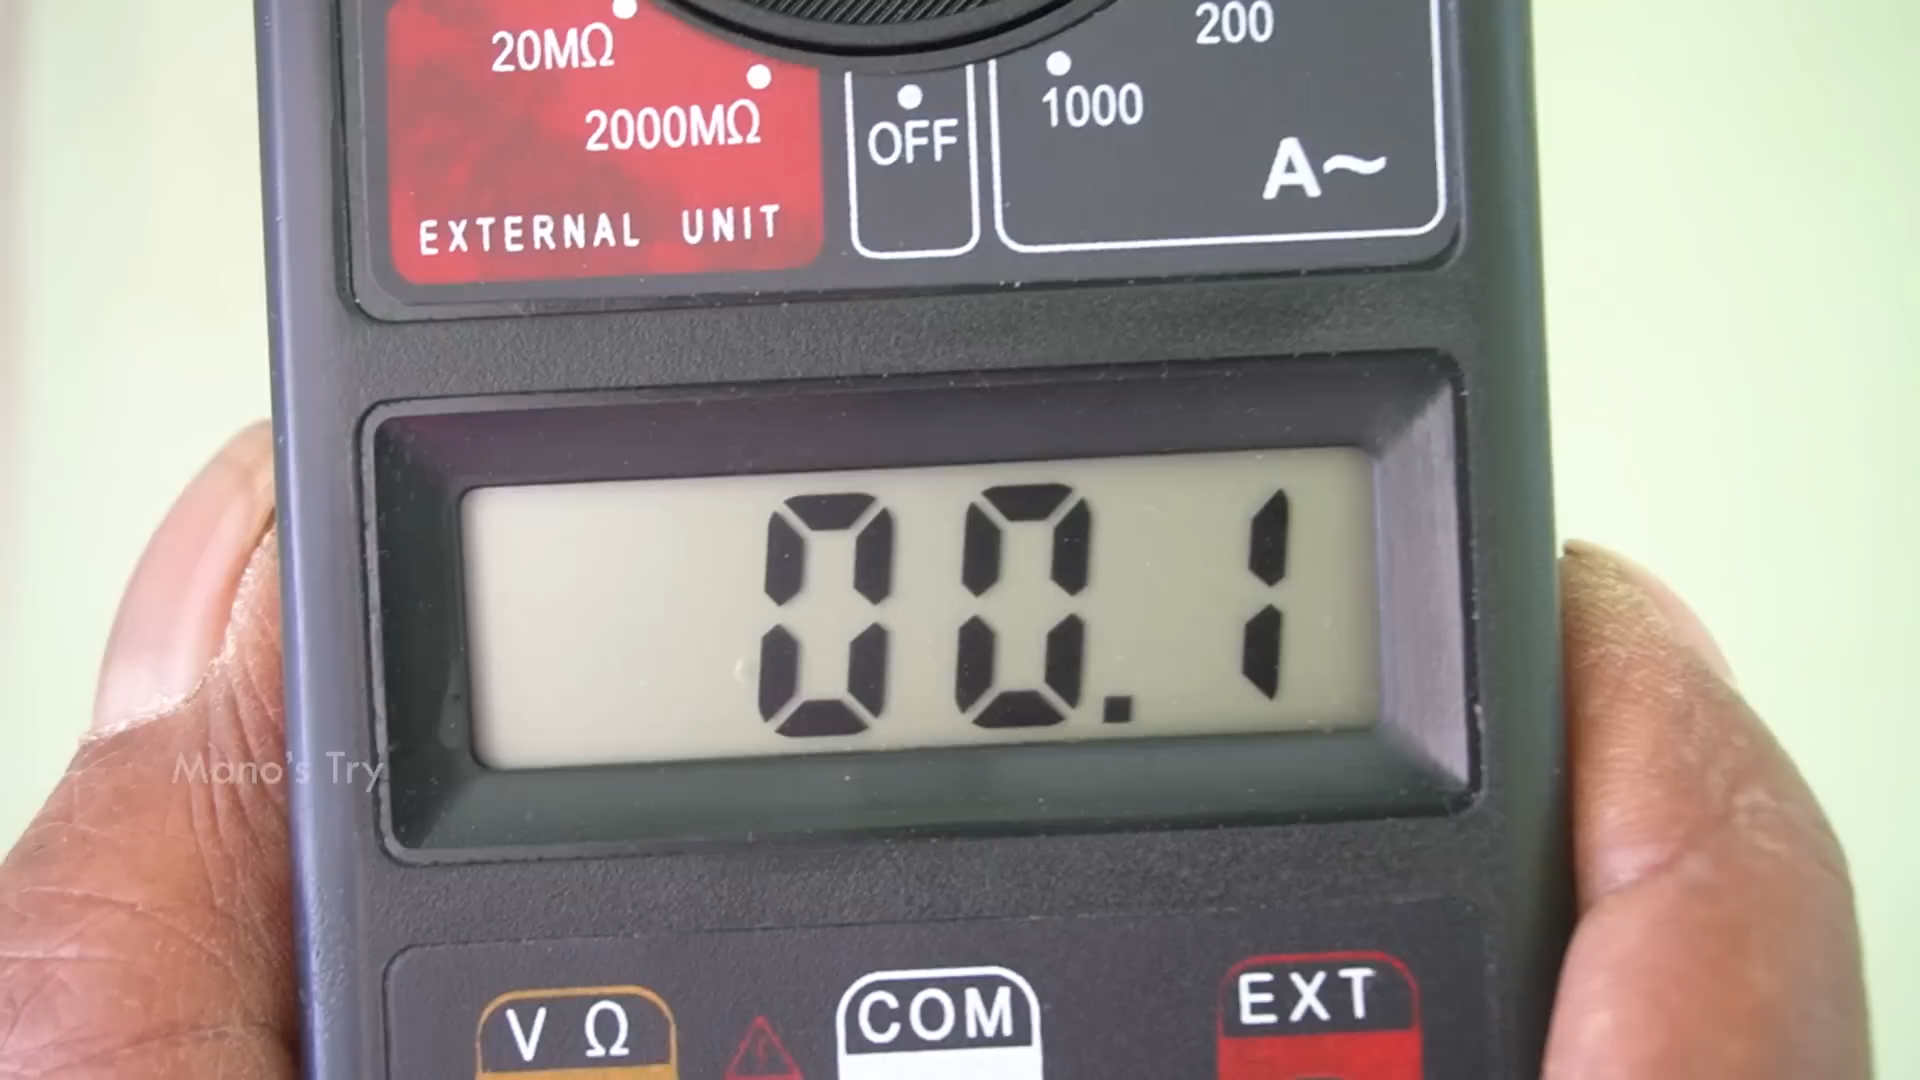 20MΩ
2000MΩ
EXTERNAL UNIT
OFF
200
1000
A~
00.1
Mano's Try
V Ω
COM
EXT